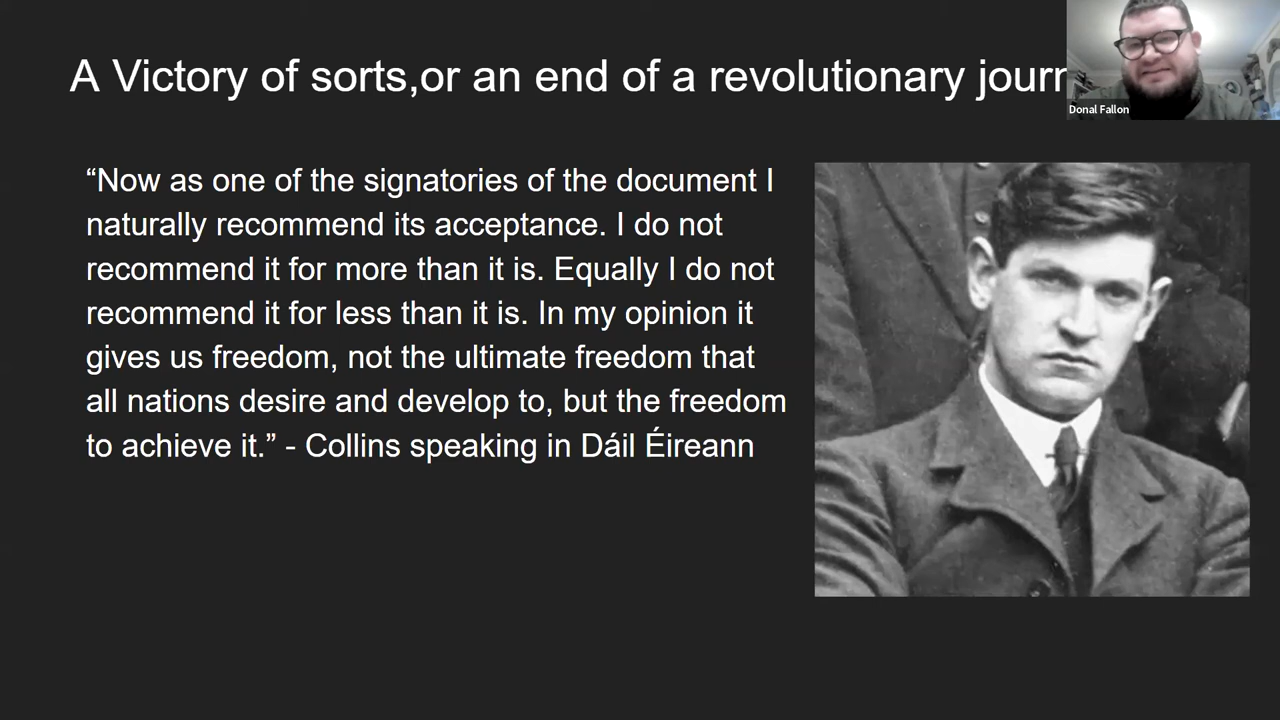 A Victory of sorts,or an end of a revolutionary journ
Donal Fallon
“Now as one of the signatories of the document I
naturally recommend its acceptance. I do not
recommend it for more than it is. Equally I do not
recommend it for less than it is. In my opinion it
gives us freedom, not the ultimate freedom that
all nations desire and develop to, but the freedom
to achieve it.” - Collins speaking in Dáil Éireann